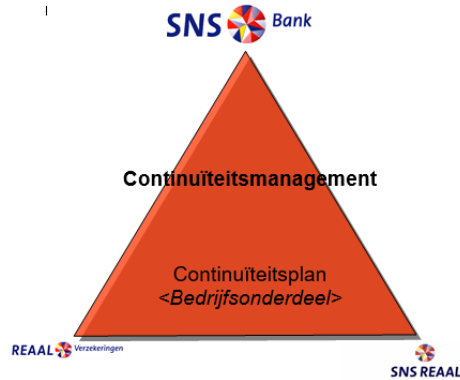 SNS Bank
Continuïteitsmanagement
Continuïteitsplan
<Bedrijfsonderdeel>
REAAL Verzekeringen
SNS REAAL